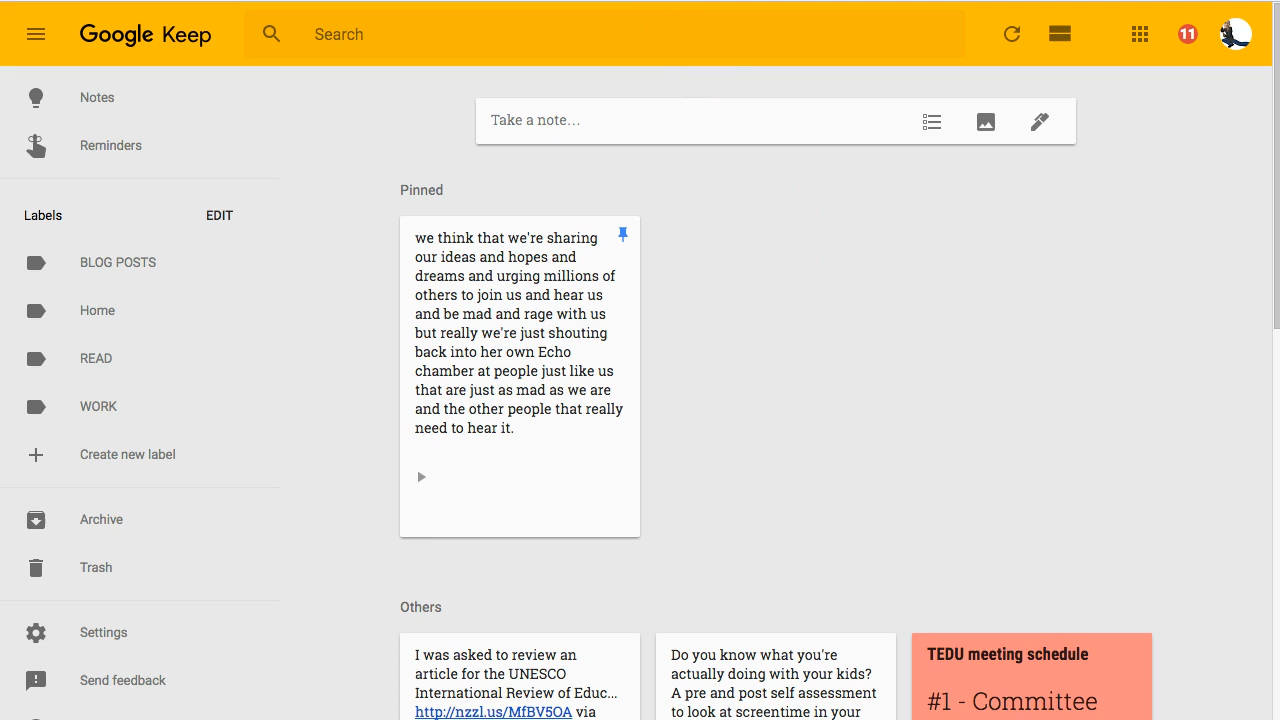 Google Keep
Search
11
Notes
Reminders
Labels
EDIT
BLOG POSTS
Home
READ
WORK
Create new label
Archive
Trash
Settings
Send feedback
Take a note...
Pinned
we think that we're sharing
our ideas and hopes and
dreams and urging millions of
others to join us and hear us
and be mad and rage with us
but really we're just shouting
back into her own Echo
chamber at people just like us
that are just as mad as we are
and the other people that really
need to hear it.
Others
I was asked to review an
article for the UNESCO
International Review of Educ...
http://nzzl.us/MfBV5OA via
Do you know what you're
actually doing with your kids?
A pre and post self assessment
to look at screentime in your
TEDU meeting schedule
#1 - Committee